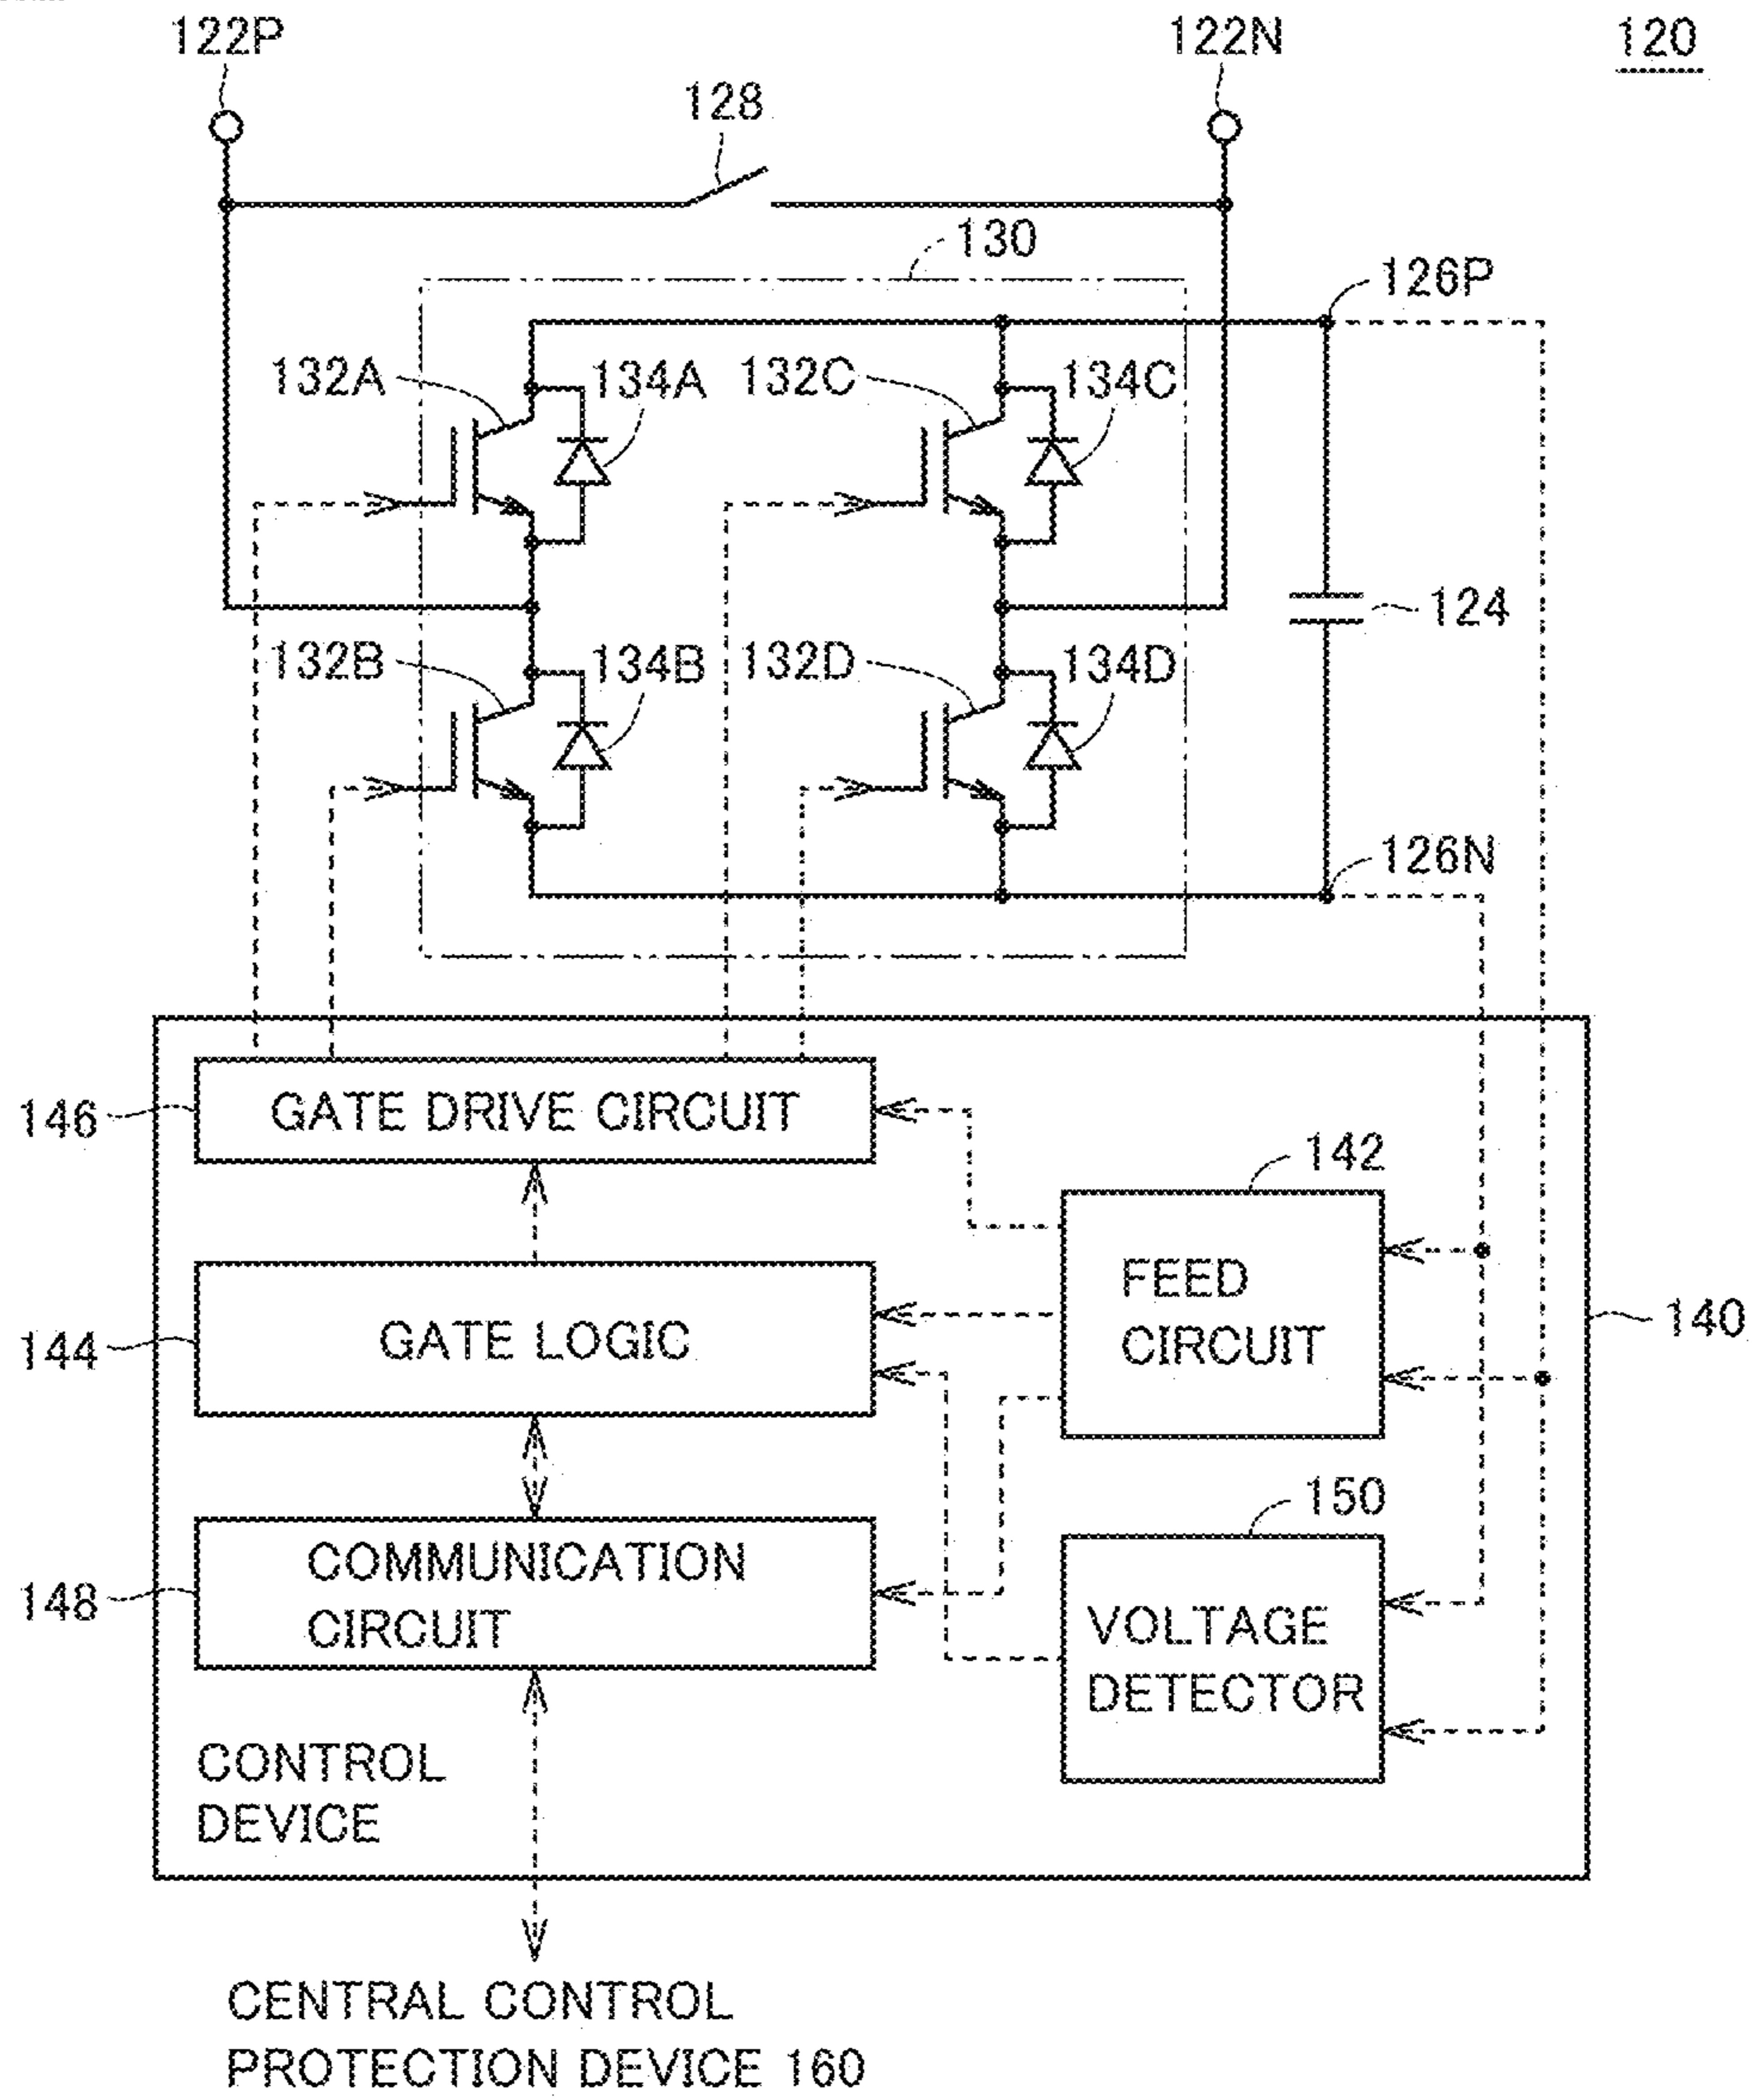 122P
122N
120
128
130
126P
132A
134A
132C
134C
124
132B
134B
132D
134D
126N
146
GATE DRIVE CIRCUIT
142
FEED
CIRCUIT
144
GATE LOGIC
140
150
148
COMMUNICATION
CIRCUIT
VOLTAGE
DETECTOR
CONTROL
DEVICE
CENTRAL CONTROL
PROTECTION DEVICE 160